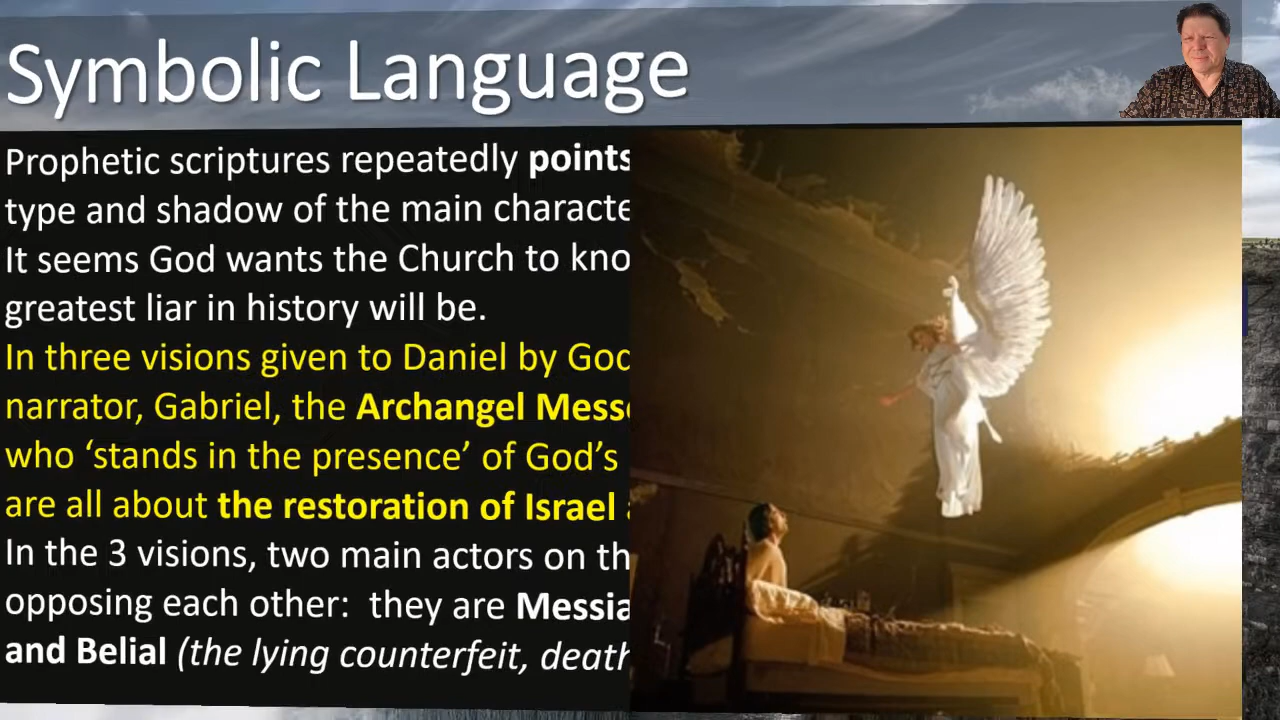 Symbolic Language
Prophetic scriptures repeatedly points
type and shadow of the main characte
It seems God wants the Church to kno
greatest liar in history will be.
In three visions given to Daniel by God
narrator, Gabriel, the Archangel Messe
who ‘stands in the presence’ of God’s
are all about the restoration of Israel a
In the 3 visions, two main actors on th
opposing each other: they are Messia
and Belial (the lying counterfeit, death